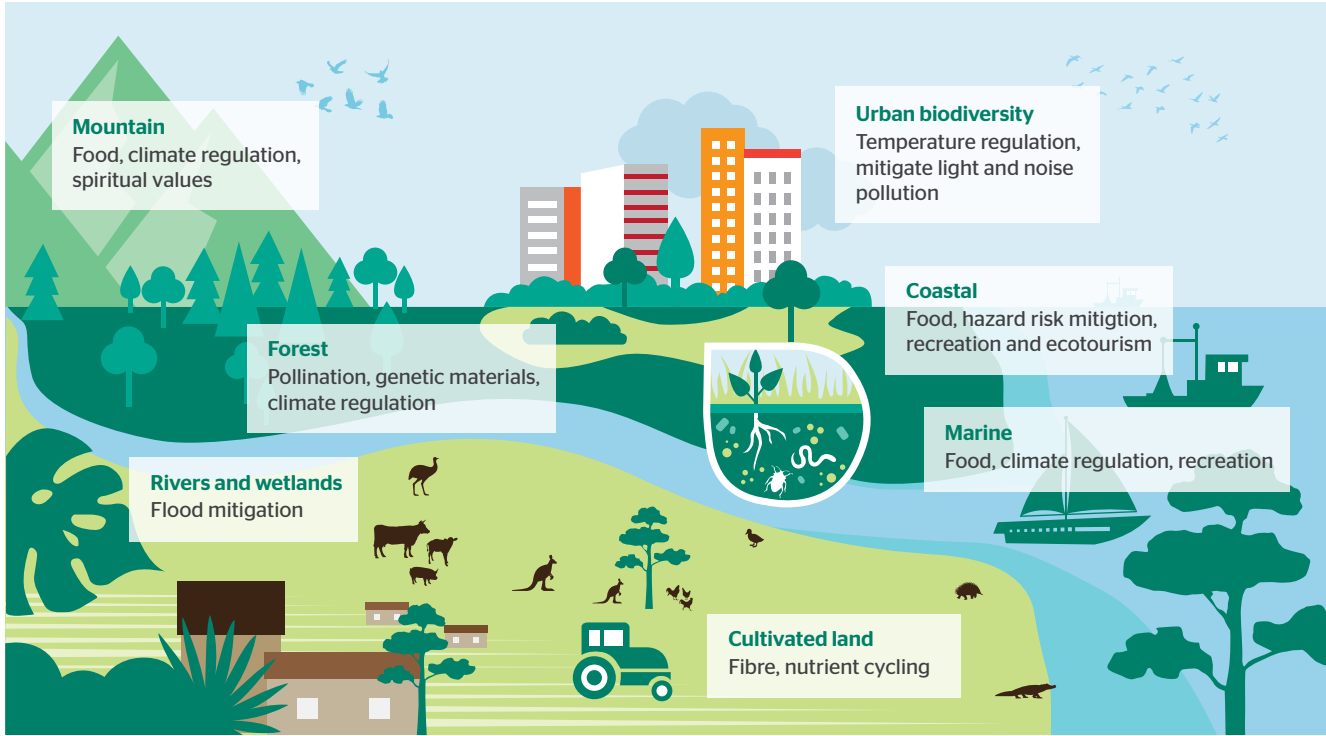 Mountain
Food, climate regulation,
spiritual values
Urban biodiversity
Temperature regulation,
mitigate light and noise
pollution
Coastal
Food, hazard risk mitigtion,
recreation and ecotourism
Forest
Pollination, genetic materials,
climate regulation
Marine
Food, climate regulation, recreation
Rivers and wetlands
Flood mitigation
Cultivated land
Fibre, nutrient cycling